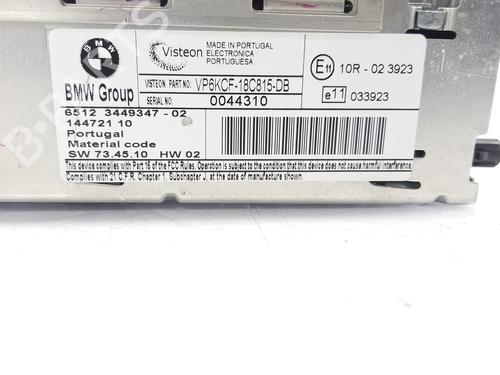 BMW
Visteon
MADE IN PORTUGAL
ELECTRONICA
PORTUGUESA
E11 10R - 02 3923
VISTEON PART NO: VP6KCF-18C815-DB
BMW Group
SERIAL NO: 0044310
e11 033923
6512 3449347 - 02
144721 10
Portugal
Material code
SW 73.45.10 HW 02
This device complies with Part 15 of the FCC Rules. Operation is subject to the condition that this device does not cause harmful interference.
Complies with 21 C.F.R. Chapter 1, Subchapter J, at the date of manufacture shown.
B-PARTS